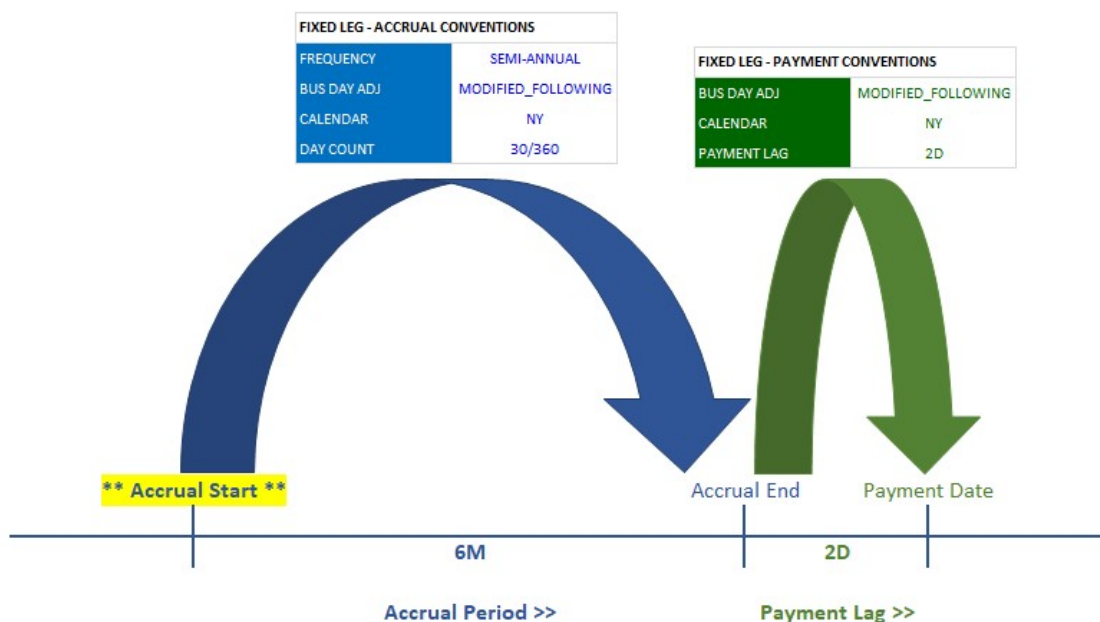 FIXED LEG - ACCRUAL CONVENTIONS
FREQUENCY SEMI-ANNUAL
BUS DAY ADJ MODIFIED_FOLLOWING
CALENDAR NY
DAY COUNT 30/360
FIXED LEG - PAYMENT CONVENTIONS
BUS DAY ADJ MODIFIED_FOLLOWING
CALENDAR NY
PAYMENT LAG 2D
** Accrual Start **
Accrual End
Payment Date
6M
2D
Accrual Period >>
Payment Lag >>